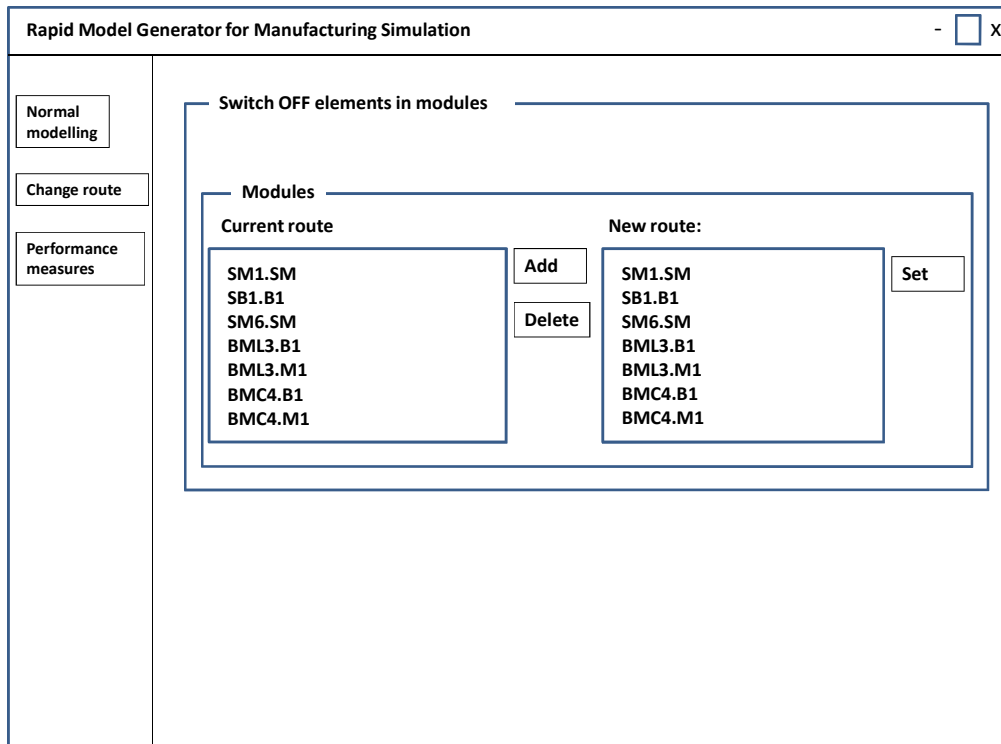 Rapid Model Generator for Manufacturing Simulation
- X
Normal
modelling
Change route
Performance
measures
Switch OFF elements in modules
Modules
Current route
SM1.SM
SB1.B1
SM6.SM
BML3.B1
BML3.M1
BMC4.B1
BMC4.M1
Add
Delete
New route:
SM1.SM
SB1.B1
SM6.SM
BML3.B1
BML3.M1
BMC4.B1
BMC4.M1
Set